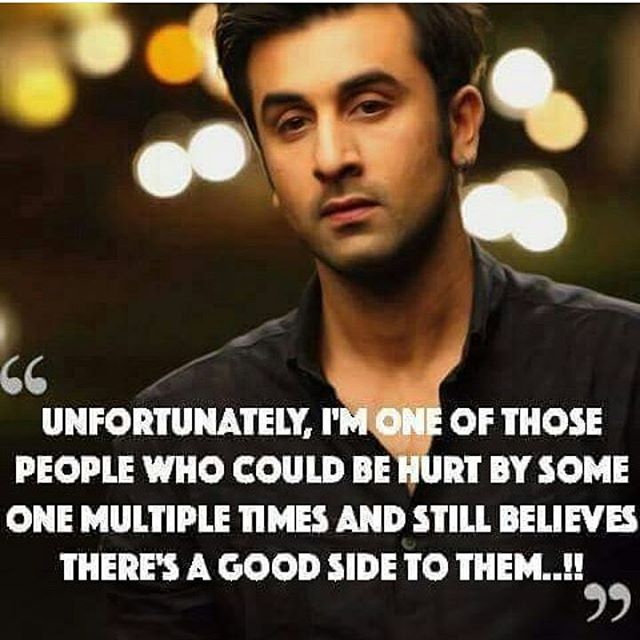 “
UNFORTUNATELY, I'M ONE OF THOSE
PEOPLE WHO COULD BE HURT BY SOME
ONE MULTIPLE TIMES AND STILL BELIEVES
THERE'S A GOOD SIDE TO THEM..!!
”